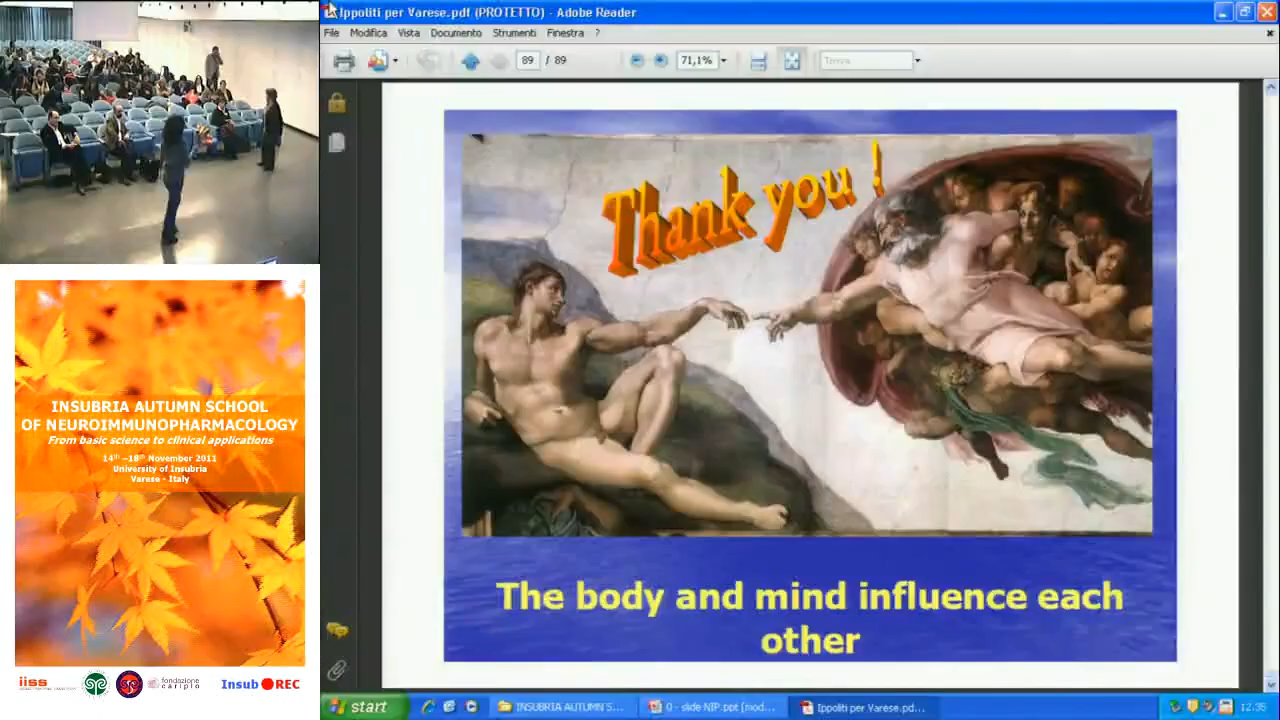 Ippoliti per Varese.pdf (PROTETTO) - Adobe Reader
File Modifica Vista Documento Strumenti Finestra ?
89 / 89 71,1% Trova
Thank you !
The body and mind influence each
other
INSUBRIA AUTUMN SCHOOL
OF NEUROIMMUNOPHARMACOLOGY
From basic science to clinical applications
14th –18th November 2011
University of Insubria
Varese - Italy
iiss
fondazione
cariplo
Insub REC
start INSUBRIA AUTUMN S... 0 - slide NIP.ppt [mod... Ippoliti per Varese.pd... 12.35